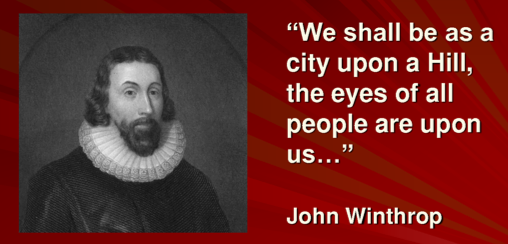 “We shall be as a
city upon a Hill,
the eyes of all
people are upon
us…”
John Winthrop